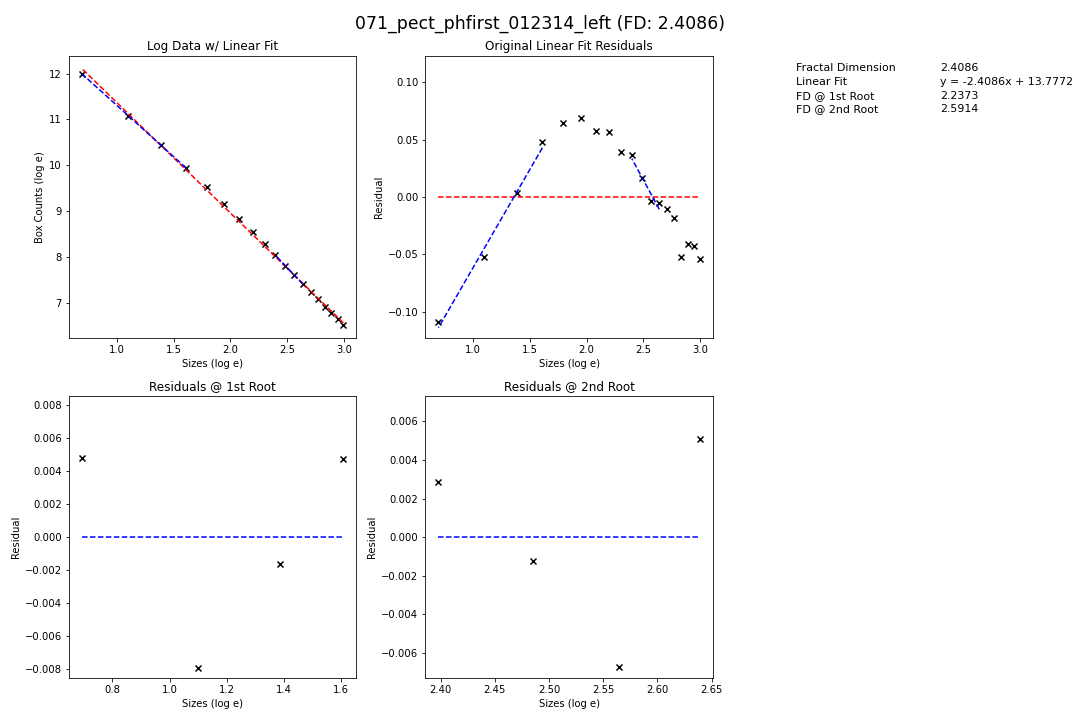 071_pect_phfirst_012314_left (FD: 2.4086)
Log Data w/ Linear Fit
12
11
10
9
8
7
Box Counts (log e)
1.0 1.5 2.0 2.5 3.0
Sizes (log e)
Original Linear Fit Residuals
0.10
0.05
0.00
−0.05
−0.10
Residual
1.0 1.5 2.0 2.5 3.0
Sizes (log e)
Fractal Dimension 2.4086
Linear Fit y = -2.4086x + 13.7772
FD @ 1st Root 2.2373
FD @ 2nd Root 2.5914
Residuals @ 1st Root
0.008
0.006
0.004
0.002
0.000
−0.002
−0.004
−0.006
−0.008
Residual
0.8 1.0 1.2 1.4 1.6
Sizes (log e)
Residuals @ 2nd Root
0.006
0.004
0.002
0.000
−0.002
−0.004
−0.006
Residual
2.40 2.45 2.50 2.55 2.60 2.65
Sizes (log e)